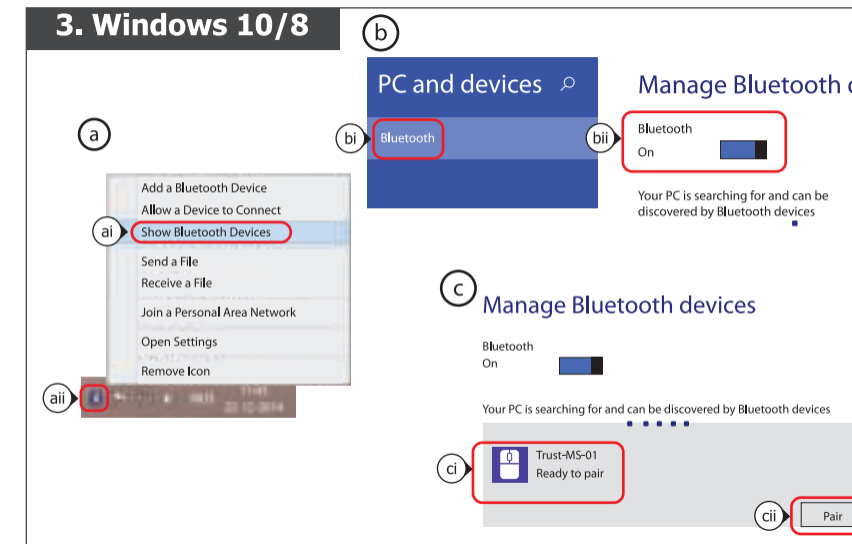 3. Windows 10/8
a
Add a Bluetooth Device
Allow a Device to Connect
ai
Show Bluetooth Devices
Send a File
Receive a File
Join a Personal Area Network
Open Settings
Remove Icon
aii
b
PC and devices
bi
Bluetooth
Manage Bluetooth
bii
Bluetooth
On
Your PC is searching for and can be
discovered by Bluetooth devices
c
Manage Bluetooth devices
Bluetooth
On
Your PC is searching for and can be discovered by Bluetooth devices
ci
Trust-MS-01
Ready to pair
cii
Pair